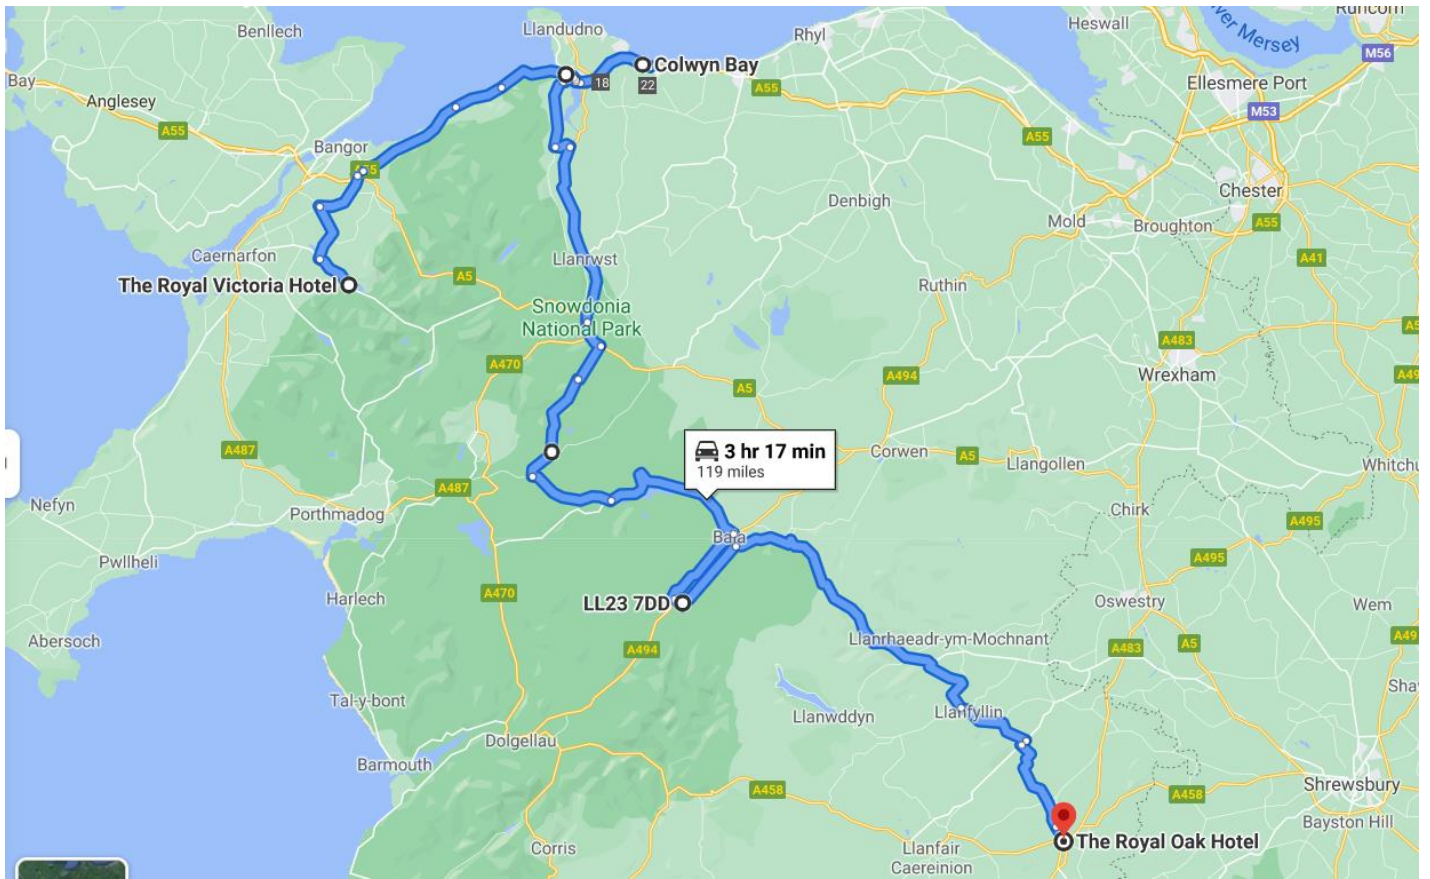 Benllech
Llandudno
Rhyl
Heswall
River Mersey
Runcorn
M56
Bay
Colwyn Bay
18
22
A55
Ellesmere Port
Anglesey
A55
M53
A55
Bangor
A55
Chester
Denbigh
Mold
Broughton
A55
Caernarfon
Llanrwst
A41
The Royal Victoria Hotel
A5
Ruthin
Snowdonia
National Park
A5
A483
A470
Wrexham
A5
A494
A49
A487
3 hr 17 min
119 miles
Corwen
A5
Llangollen
Whitchu
A487
Nefyn
Porthmadog
Chirk
A495
Bala
Pwllheli
A495
A470
Harlech
LL23 7DD
Oswestry
Wem
Abersoch
Llanrhaeadr-ym-Mochnant
A494
A483
A5
A49
Sha
Tal-y-bont
Llanwddyn
Llanfyllin
Dolgellau
Barmouth
A458
A458
Shrewsbury
Bayston Hill
Corris
Llanfair
Caereinion
The Royal Oak Hotel